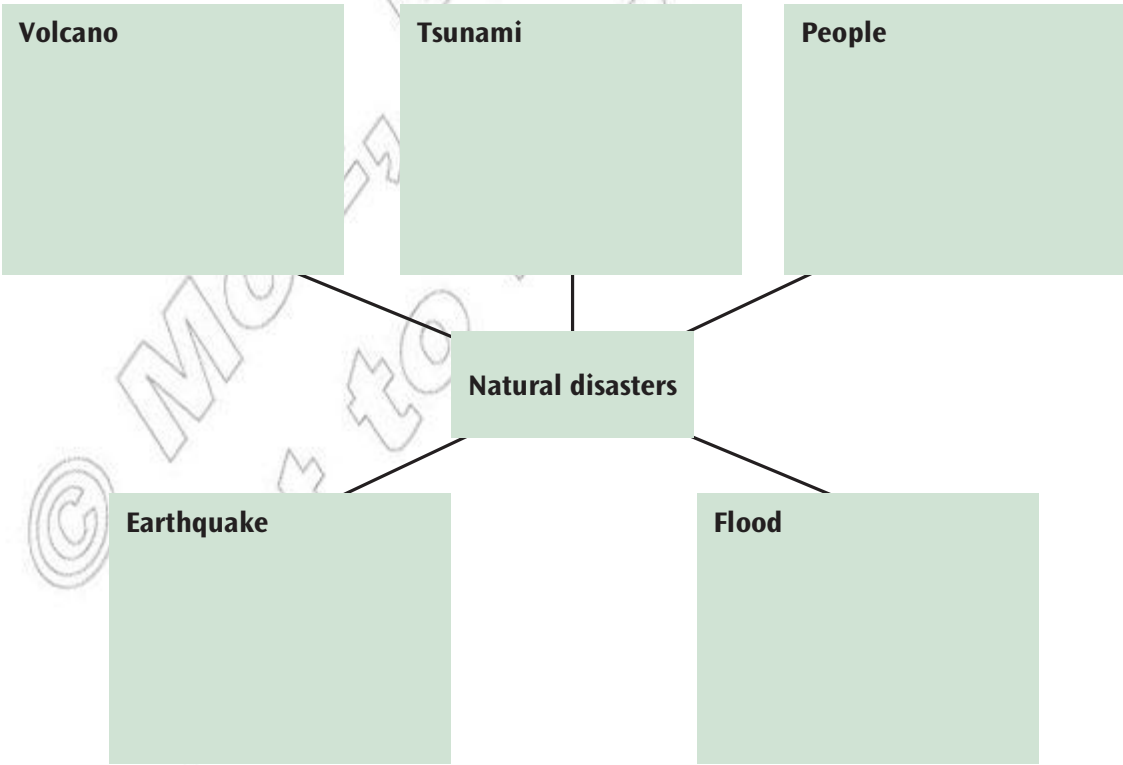 Volcano
Tsunami
People
Natural disasters
Earthquake
Flood